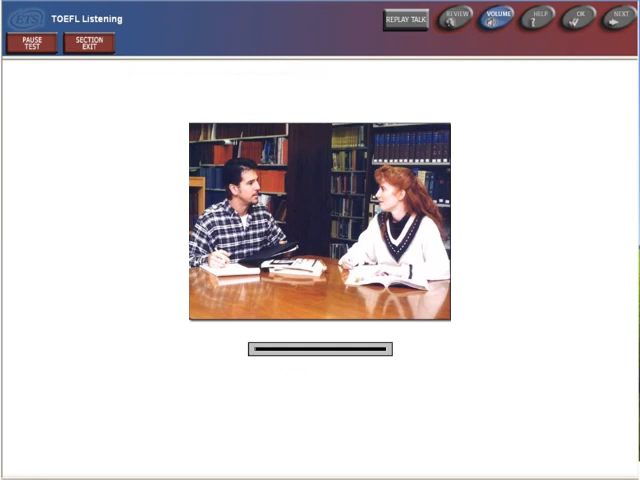 ETS TOEFL Listening
REPLAY TALK
REVIEW
VOLUME
HELP
?
OK
NEXT
PAUSE
TEST
SECTION
EXIT